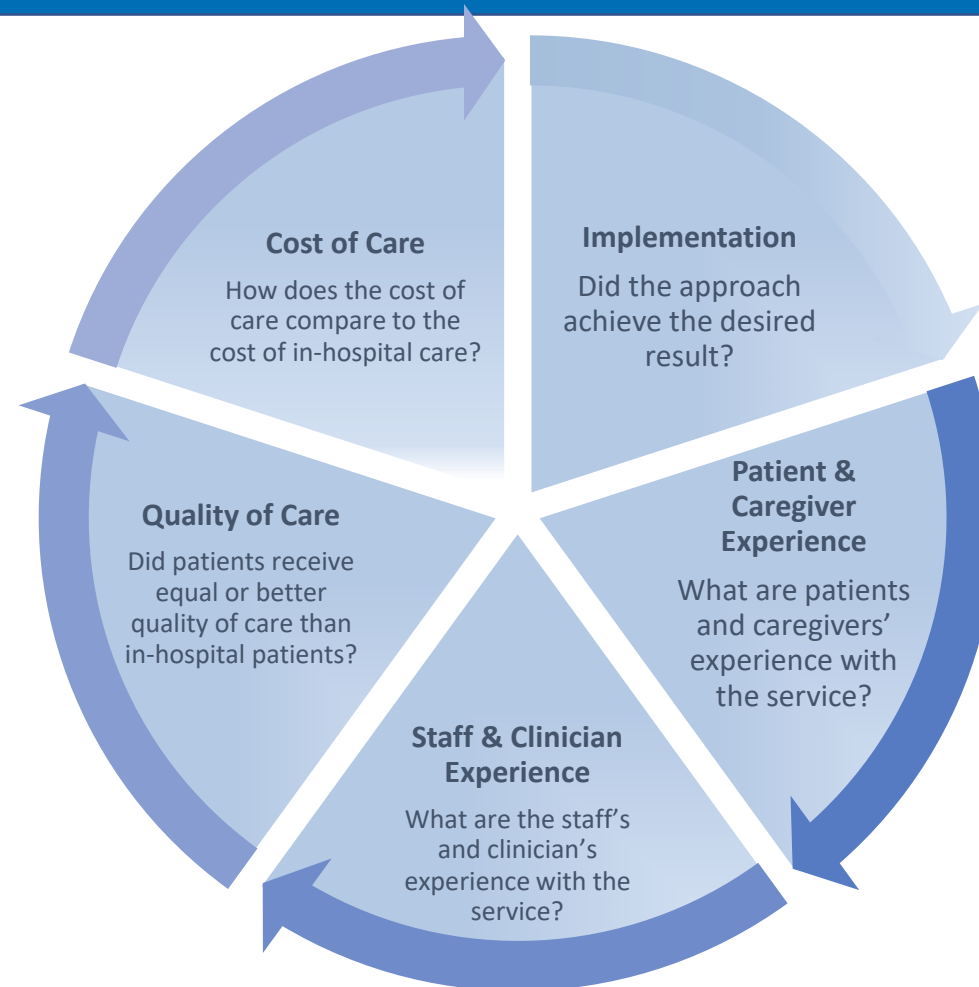 Implementation
Did the approach
achieve the desired
result?
Patient &
Caregiver
Experience
What are patients
and caregivers’
experience with
the service?
Staff & Clinician
Experience
What are the staff’s
and clinician’s
experience with the
service?
Quality of Care
Did patients receive
equal or better
quality of care than
in-hospital patients?
Cost of Care
How does the cost of
care compare to the
cost of in-hospital care?